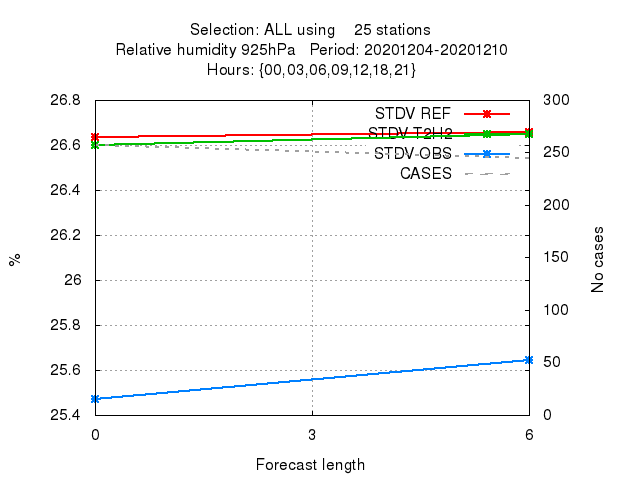 Selection: ALL using    25 stations
Relative humidity 925hPa   Period: 20201204-20201210
Hours: {00,03,06,09,12,18,21}
26.8
26.6
26.4
26.2
26
25.8
25.6
25.4
%
300
250
200
150
100
50
0
No cases
STDV REF
STDV T2H2
STDV OBS
CASES
0 3 6
Forecast length